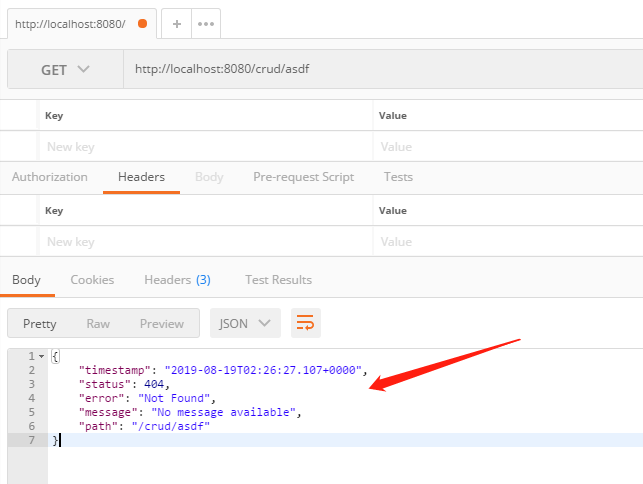 http://localhost:8080/
GET http://localhost:8080/crud/asdf
Key Value
New key Value
Authorization Headers Body Pre-request Script Tests
Key Value
New key Value
Body Cookies Headers (3) Test Results
Pretty Raw Preview JSON
1 {
2 "timestamp": "2019-08-19T02:26:27.107+0000",
3 "status": 404,
4 "error": "Not Found",
5 "message": "No message available",
6 "path": "/crud/asdf"
7 }